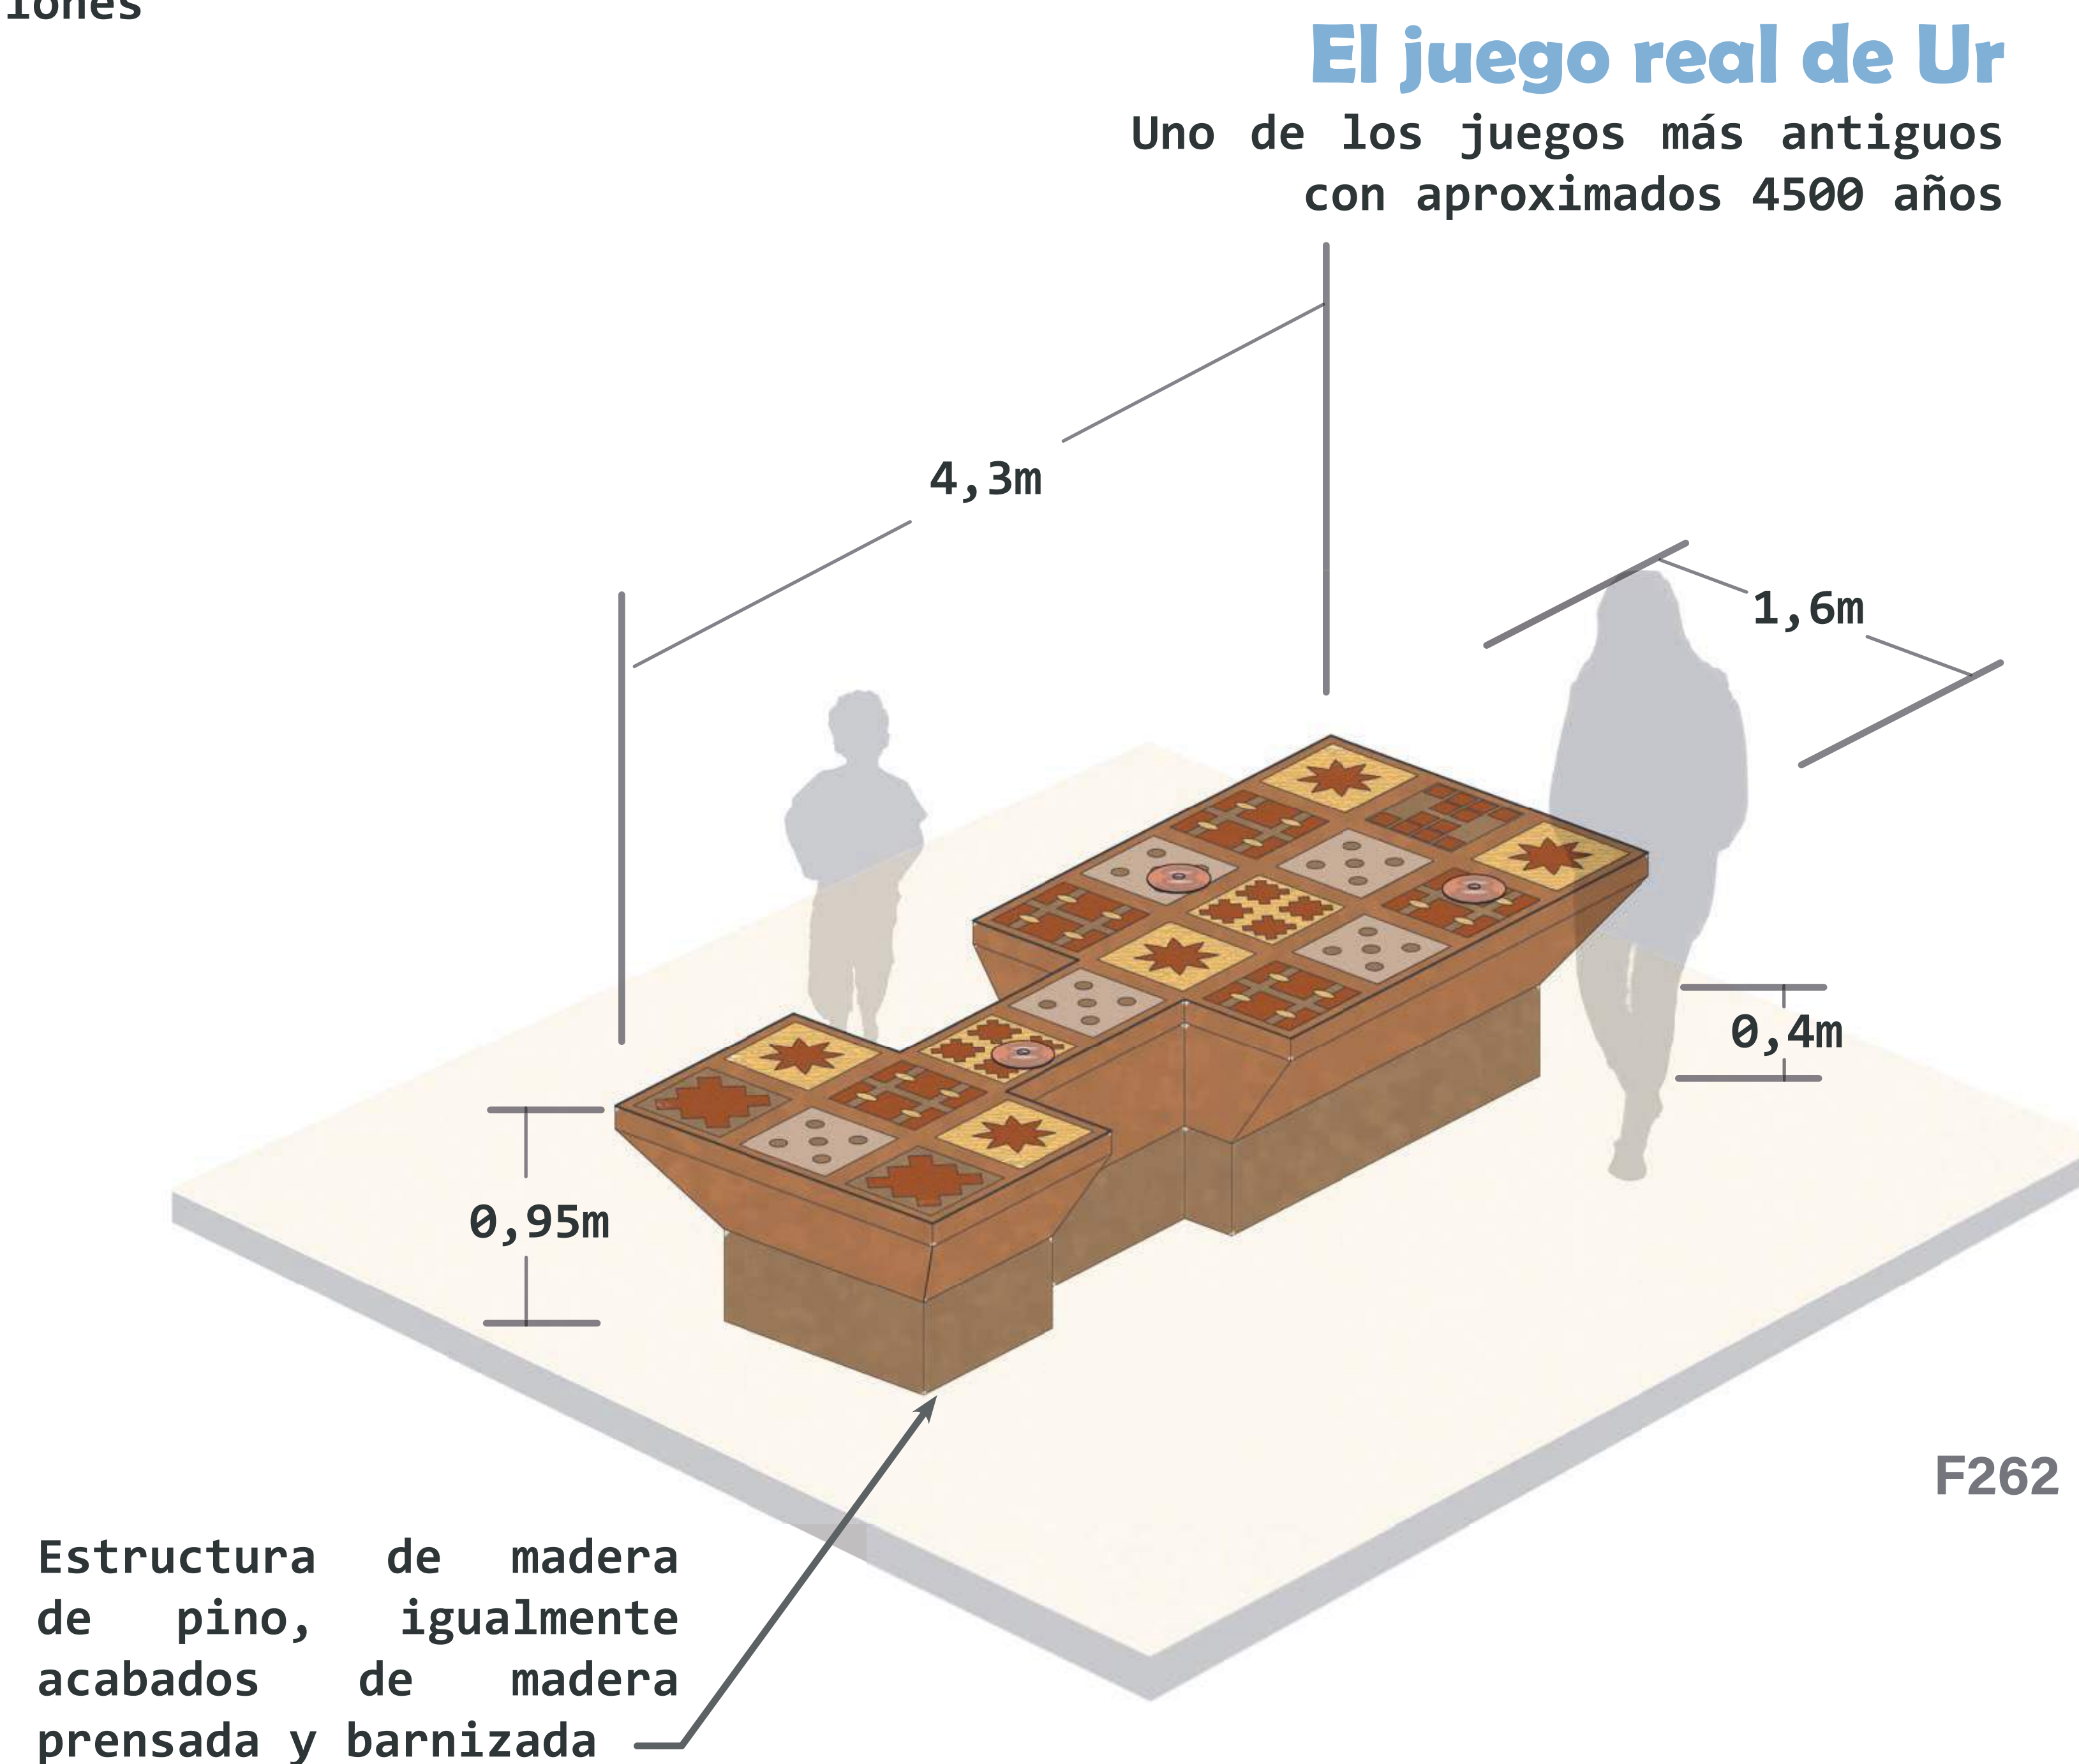 El juego real de Ur
Uno de los juegos más antiguos
con aproximados 4500 años
4,3m
1,6m
0,4m
0,95m
F262
Estructura de madera
de pino, igualmente
acabados de madera
prensada y barnizada